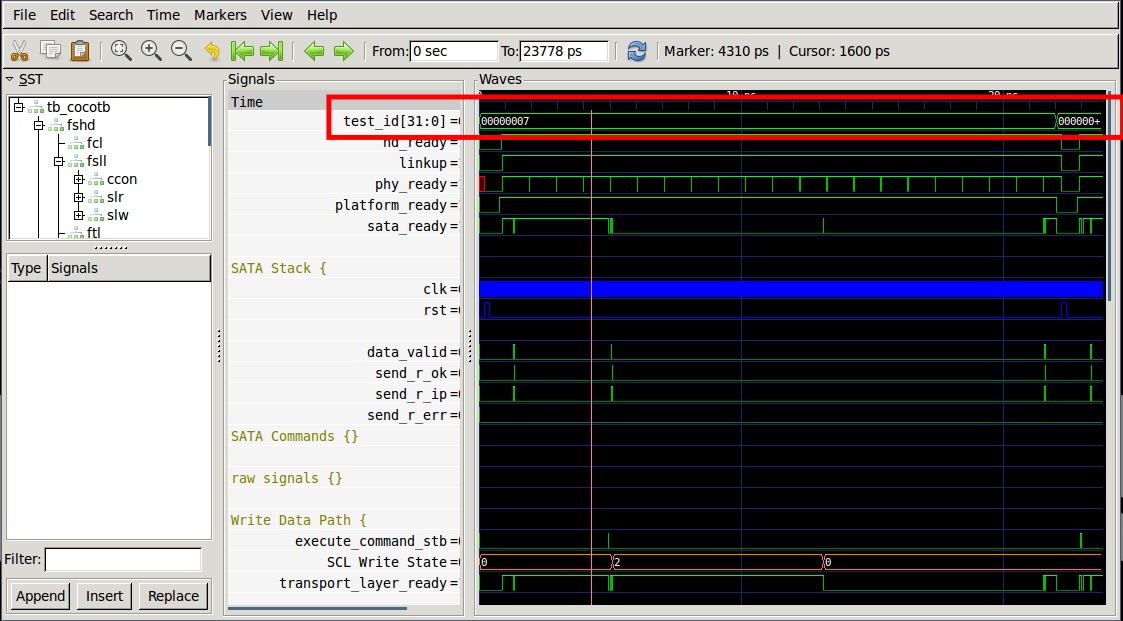 File Edit Search Time Markers View Help
From: 0 sec To: 23778 ps Marker: 4310 ps | Cursor: 1600 ps
SST
tb_cocotb
fshd
fcl
fsll
ccon
slr
slw
ftl
Type Signals
Filter:
Append Insert Replace
Signals
Time
test_id[31:0] =
hd_ready =
linkup =
phy_ready =
platform_ready =
sata_ready =
SATA Stack {
clk =
rst =
data_valid =
send_r_ok =
send_r_ip =
send_r_err =
SATA Commands {}
raw signals {}
Write Data Path {
execute_command_stb =
SCL Write State =
transport_layer_ready =
Waves
10 ns 20 ns
00000007 000000+
0 2 0